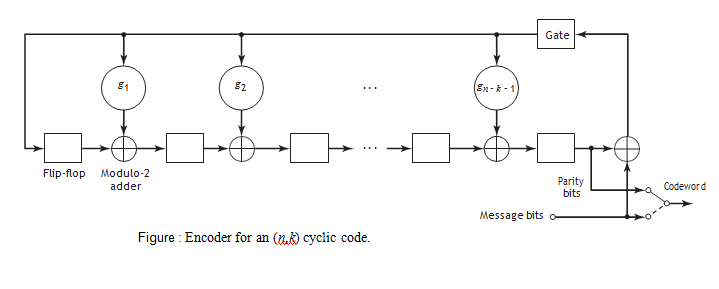 Gate
g1
g2
...
gn-k-1
...
Flip-flop
Modulo-2
adder
Parity
bits
Codeword
Message bits
Figure : Encoder for an (n,k) cyclic code.